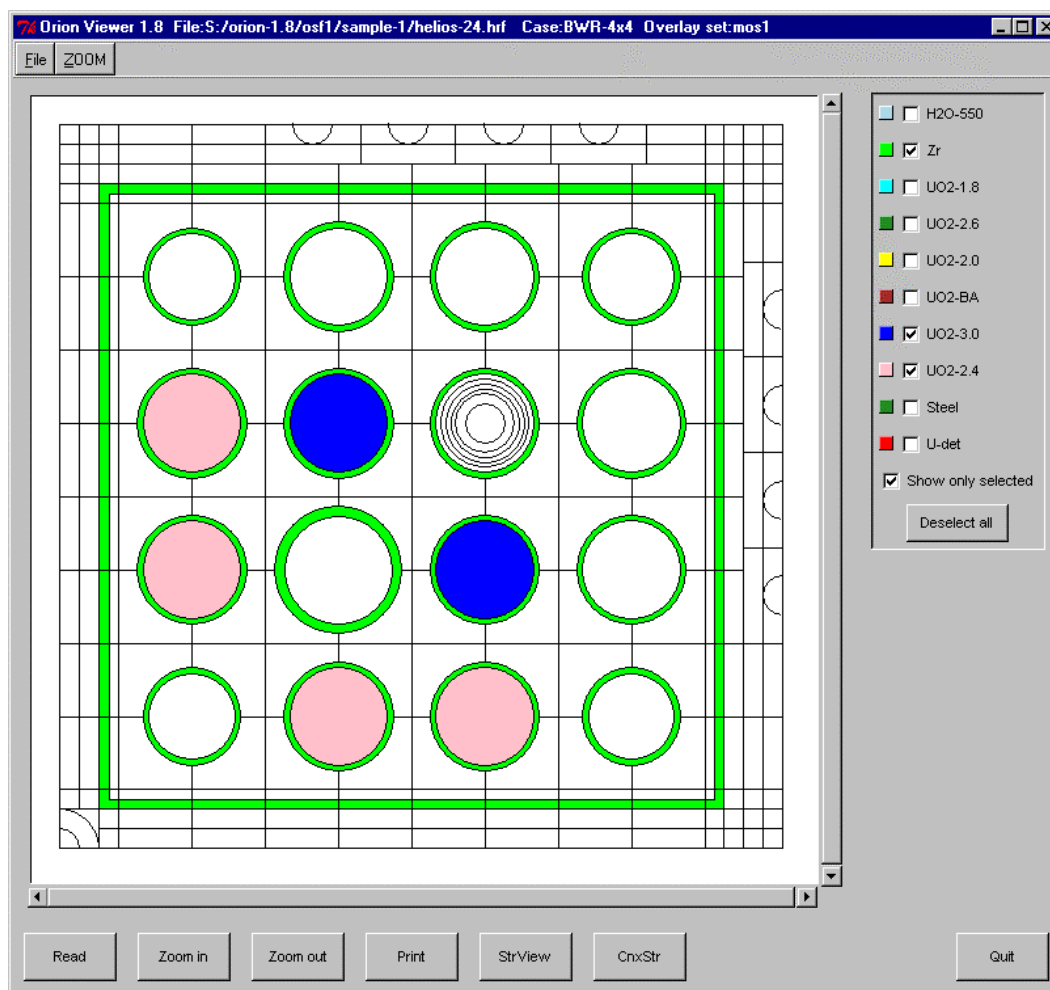 Orion Viewer 1.8 File:S:/orion-1.8/osf1/sample-1/helios-24.hrf Case:BWR-4x4 Overlay set:mos1
File ZOOM
H2O-550
Zr
UO2-1.8
UO2-2.6
UO2-2.0
UO2-BA
UO2-3.0
UO2-2.4
Steel
U-det
Show only selected
Deselect all
Read Zoom in Zoom out Print StrView CnxStr Quit